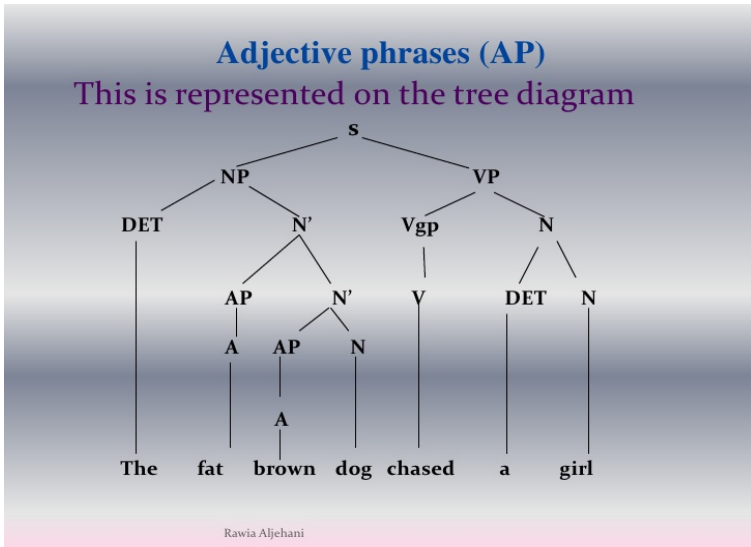 Adjective phrases (AP)
This is represented on the tree diagram
s
NP VP
DET N’ Vgp N
AP N’ V DET N
A AP N
A
The fat brown dog chased a girl
Rawia Aljehani